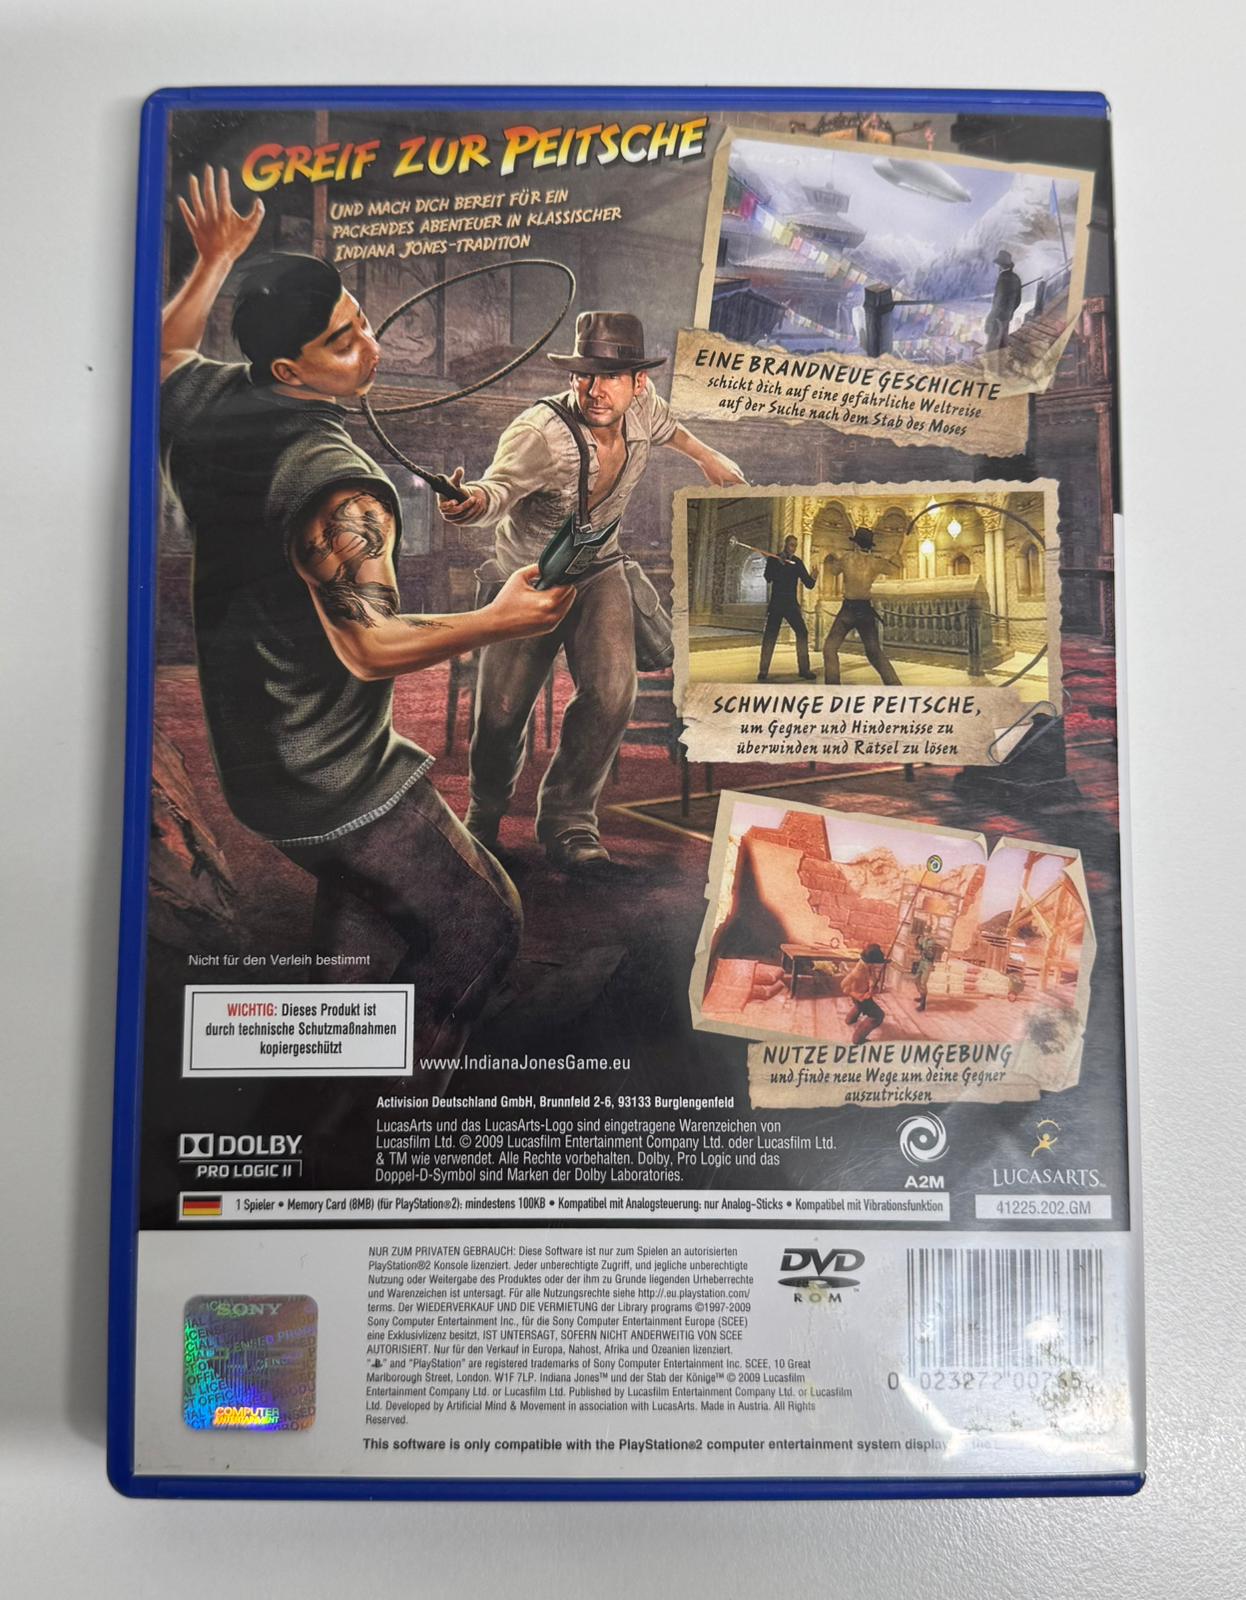 GREIF ZUR PEITSCHE
UND MACH DICH BEREIT FÜR EIN
PACKENDES ABENTEUER IN KLASSISCHER
INDIANA JONES-TRADITION
EINE BRANDNEUE GESCHICHTE
schickt dich auf eine gefährliche Weltreise
auf der Suche nach dem Stab des Moses
SCHWINGE DIE PEITSCHE,
um Gegner und Hindernisse zu
überwinden und Rätsel zu lösen
NUTZE DEINE UMGEBUNG
und finde neue Wege um deine Gegner
auszutricksen
Nicht für den Verleih bestimmt
WICHTIG: Dieses Produkt ist
durch technische Schutzmaßnahmen
kopiergeschützt
www.IndianaJonesGame.eu
Activision Deutschland GmbH, Brunnfeld 2-6, 93133 Burglengenfeld
LucasArts und das LucasArts-Logo sind eingetragene Warenzeichen von
Lucasfilm Ltd. © 2009 Lucasfilm Entertainment Company Ltd. oder Lucasfilm Ltd.
& TM wie verwendet. Alle Rechte vorbehalten. Dolby, Pro Logic und das
Doppel-D-Symbol sind Marken der Dolby Laboratories.
DOLBY
PRO LOGIC II
A2M
LUCASARTS
1 Spieler • Memory Card (8MB) (für PlayStation®2): mindestens 100KB • Kompatibel mit Analogsteuerung: nur Analog-Sticks • Kompatibel mit Vibrationsfunktion
41225.202.GM
NUR ZUM PRIVATEN GEBRAUCH: Diese Software ist nur zum Spielen an autorisierten
PlayStation®2 Konsole lizenziert. Jeder unberechtigte Zugriff, und jegliche unberechtigte
Nutzung oder Weitergabe des Produktes oder der ihm zu Grunde liegenden Urheberrechte
und Warenzeichen ist untersagt. Für alle Nutzungsrechte siehe http://.eu.playstation.com/
terms. Der WIEDERVERKAUF UND DIE VERMIETUNG der Library programs ©1997-2009
Sony Computer Entertainment Inc., für die Sony Computer Entertainment Europe (SCEE)
eine Exklusivlizenz besitzt, IST UNTERSAGT, SOFERN NICHT ANDERWEITIG VON SCEE
AUTORISIERT. Nur für den Verkauf in Europa, Nahost, Afrika und Ozeanien lizenziert.
" " and "PlayStation" are registered trademarks of Sony Computer Entertainment Inc. SCEE, 10 Great
Marlborough Street, London. W1F 7LP. Indiana Jones™ und der Stab der Könige™ © 2009 Lucasfilm
Entertainment Company Ltd. or Lucasfilm Ltd. Published by Lucasfilm Entertainment Company Ltd. or Lucasfilm
Ltd. Developed by Artificial Mind & Movement in association with LucasArts. Made in Austria. All Rights
Reserved.
This software is only compatible with the PlayStation®2 computer entertainment system
DVD
ROM
SONY
COMPUTER
ENTERTAINMENT
0 023272 007